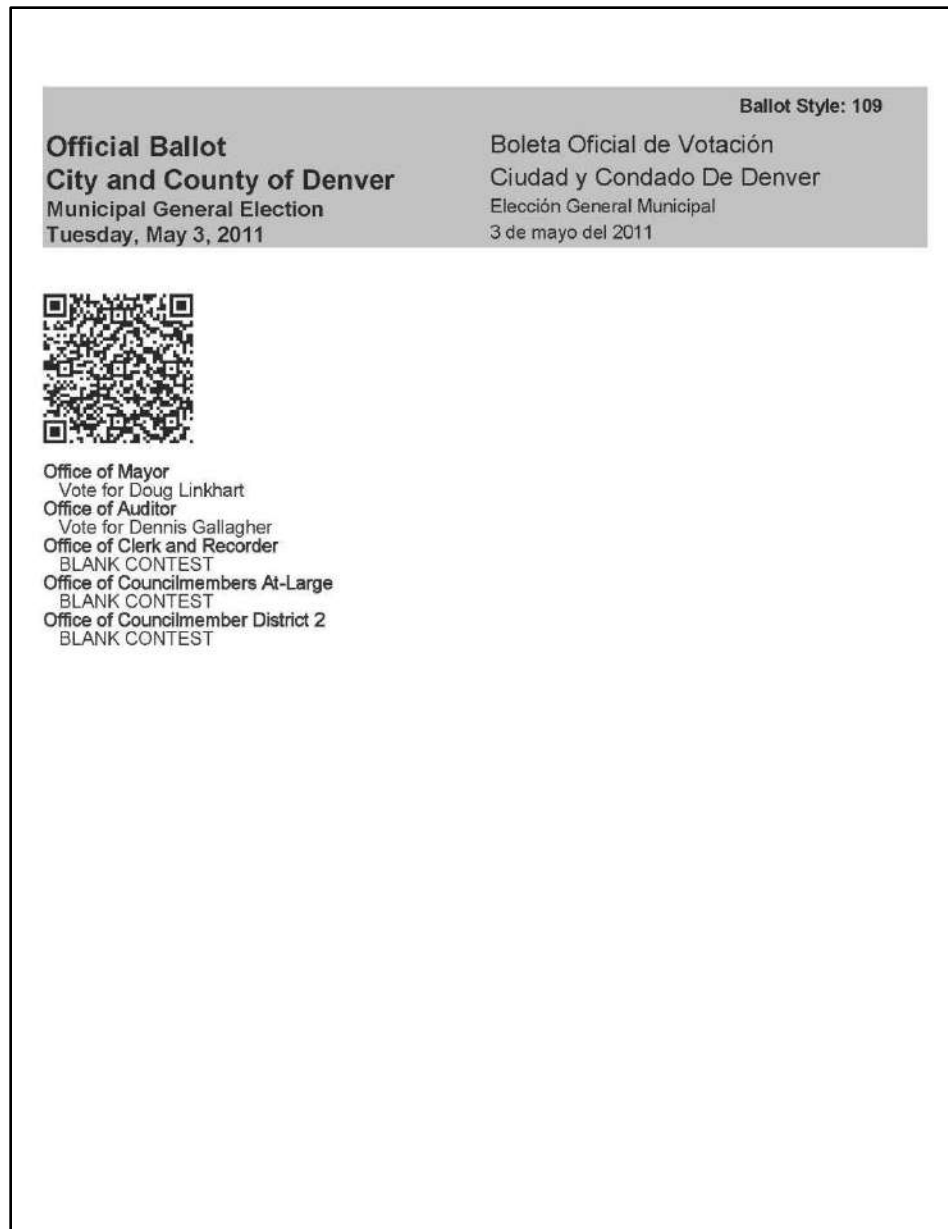 Ballot Style: 109
Official Ballot
City and County of Denver
Municipal General Election
Tuesday, May 3, 2011
Boleta Oficial de Votación
Ciudad y Condado De Denver
Elección General Municipal
3 de mayo del 2011
Office of Mayor
Vote for Doug Linkhart
Office of Auditor
Vote for Dennis Gallagher
Office of Clerk and Recorder
BLANK CONTEST
Office of Councilmembers At-Large
BLANK CONTEST
Office of Councilmember District 2
BLANK CONTEST